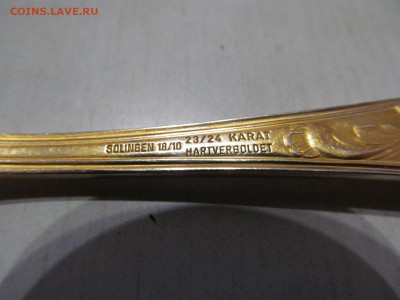 COINS.LAVE.RU
SOLINGEN 18/10 23/24 KARAT
HARTVERGOLDET